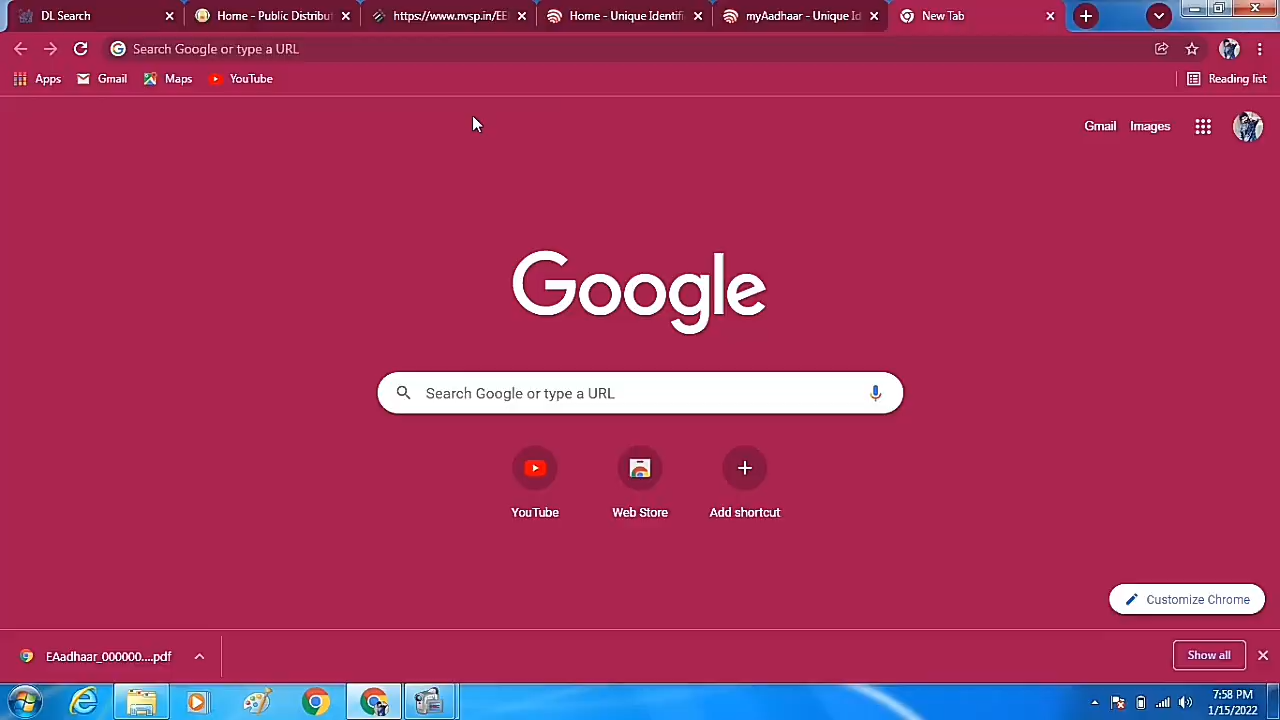 DL Search
Home - Public Distribu
https://www.nvsp.in/EE
Home - Unique Identifi
myAadhaar - Unique Id
New Tab
Search Google or type a URL
Apps
Gmail
Maps
YouTube
Reading list
Gmail
Images
Google
Search Google or type a URL
YouTube
Web Store
Add shortcut
Customize Chrome
EAadhaar_000000....pdf
Show all
7:58 PM
1/15/2022